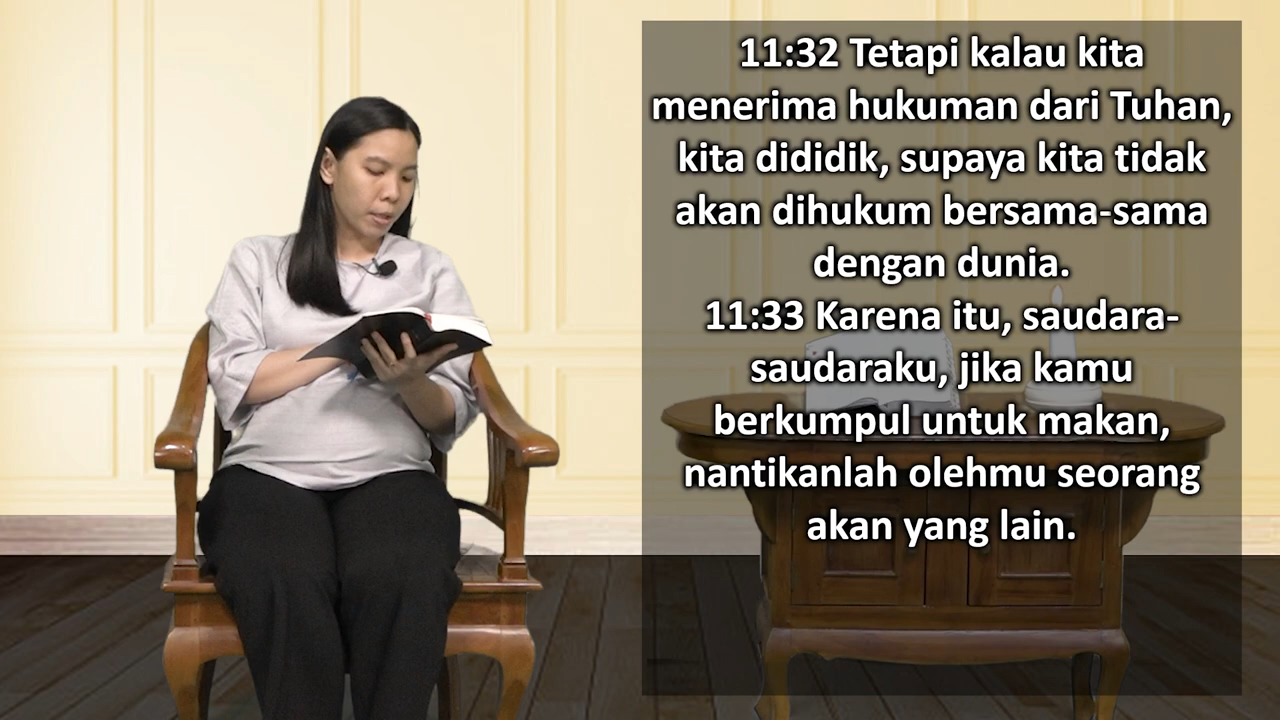 11:32 Tetapi kalau kita
menerima hukuman dari Tuhan,
kita dididik, supaya kita tidak
akan dihukum bersama-sama
dengan dunia.
11:33 Karena itu, saudara-
saudaraku, jika kamu
berkumpul untuk makan,
nantikanlah olehmu seorang
akan yang lain.